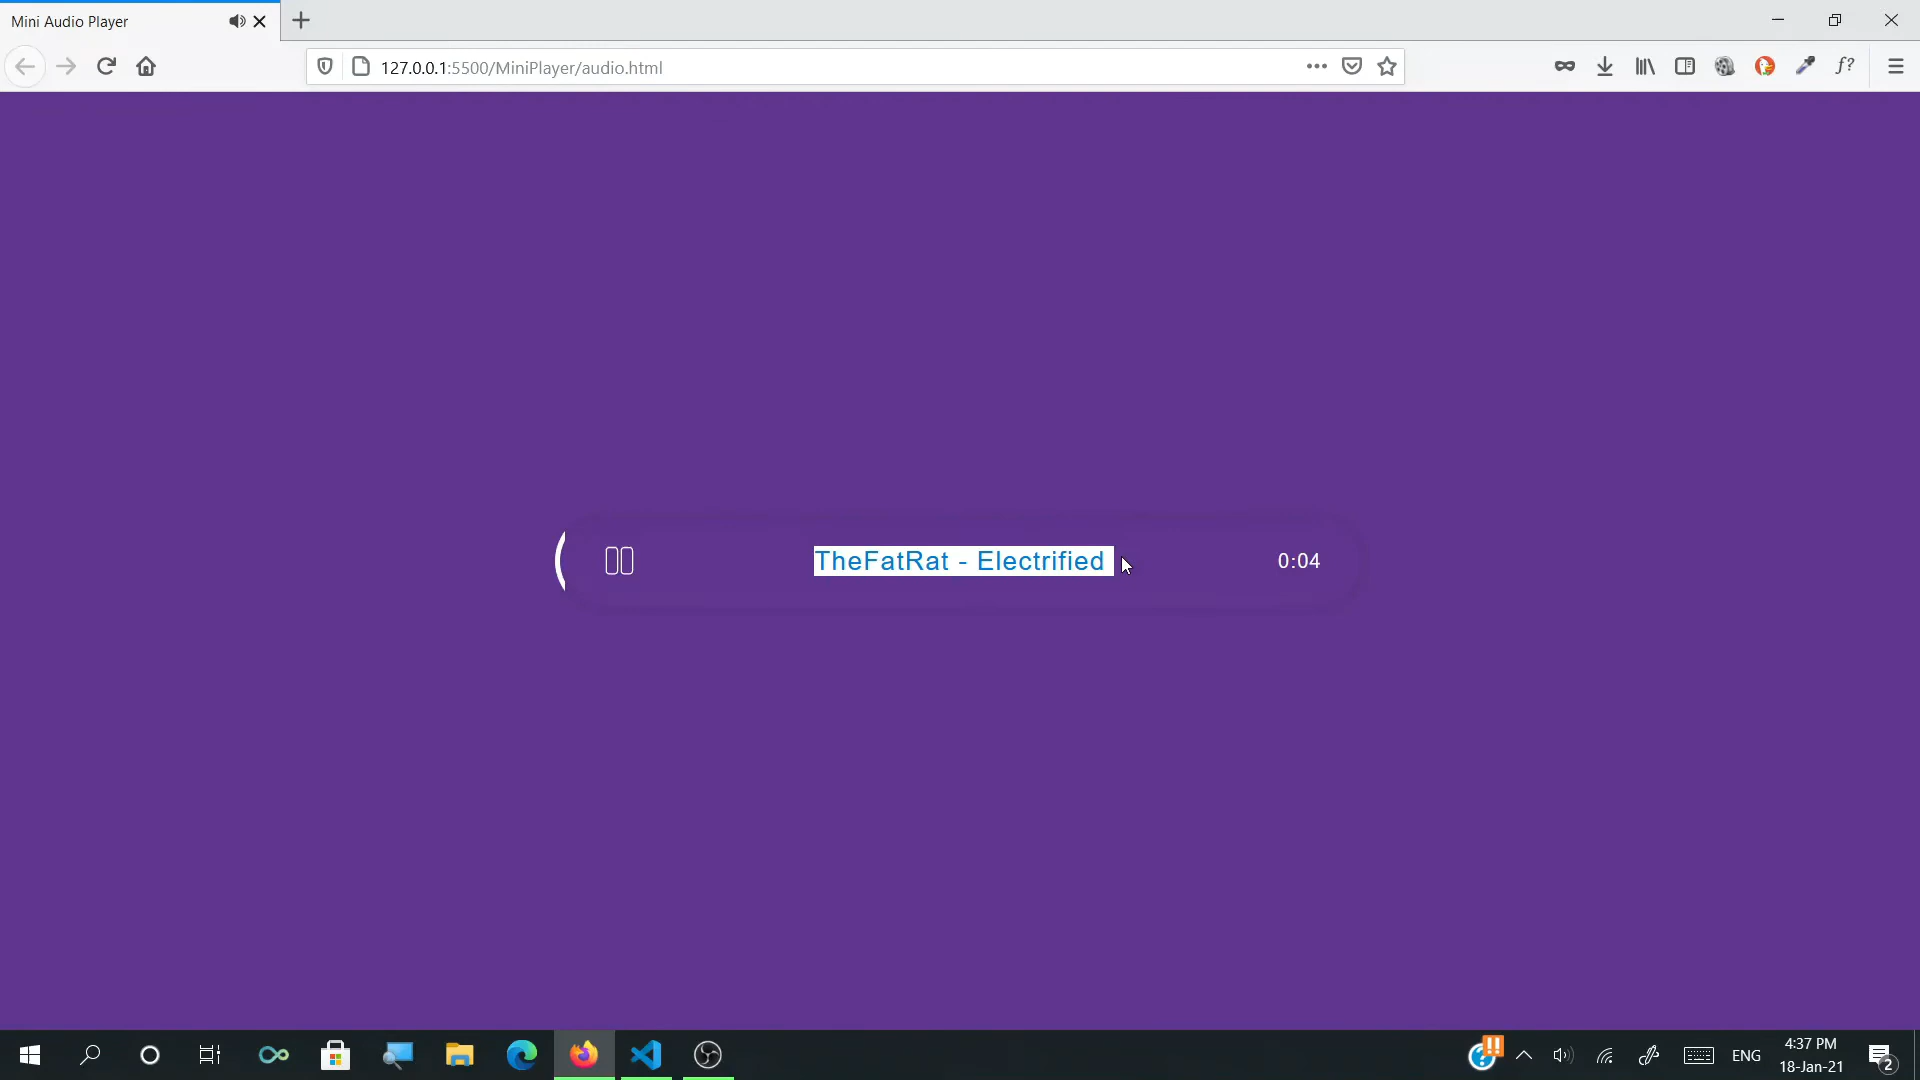 Mini Audio Player
127.0.0.1:5500/MiniPlayer/audio.html
f?
TheFatRat - Electrified
0:04
ENG
4:37 PM
18-Jan-21
2